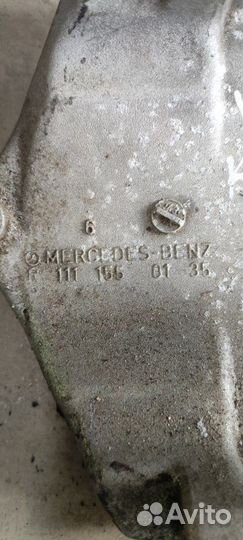 6
MERCEDES-BENZ
R 111 155 01 35
Avito